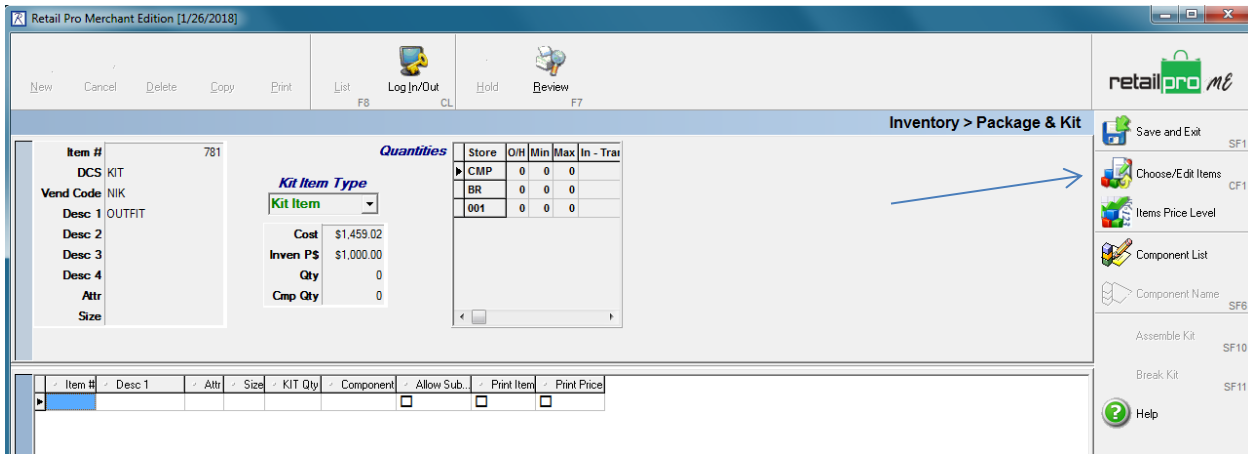 Retail Pro Merchant Edition [1/26/2018]
New Cancel Delete Copy Print List Log In/Out Hold Review
F8 CL F7
retail pro ME
Inventory > Package & Kit
Item # 781
DCS KIT
Vend Code NIK
Desc 1 OUTFIT
Desc 2
Desc 3
Desc 4
Attr
Size
Kit Item Type
Kit Item
Cost $1,459.02
Inven P$ $1,000.00
Qty 0
Cmp Qty 0
Quantities
Store O/H Min Max In - Trai
CMP 0 0 0
BR 0 0 0
001 0 0 0
Save and Exit SF1
Choose/Edit Items CF1
Items Price Level
Component List
Component Name SF6
Assemble Kit SF10
Break Kit SF11
Help
Item # Desc 1 Attr Size KIT Qty Component Allow Sub... Print Item Print Price